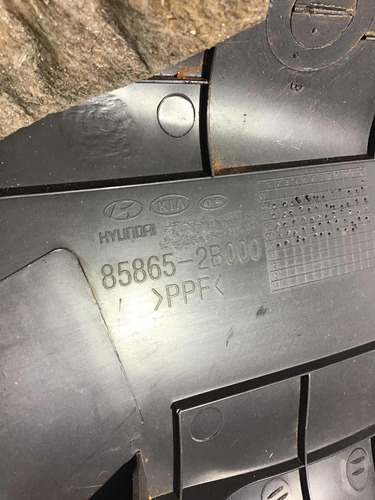 KIA
HYUNDAI
85865-2B000
>PPF<